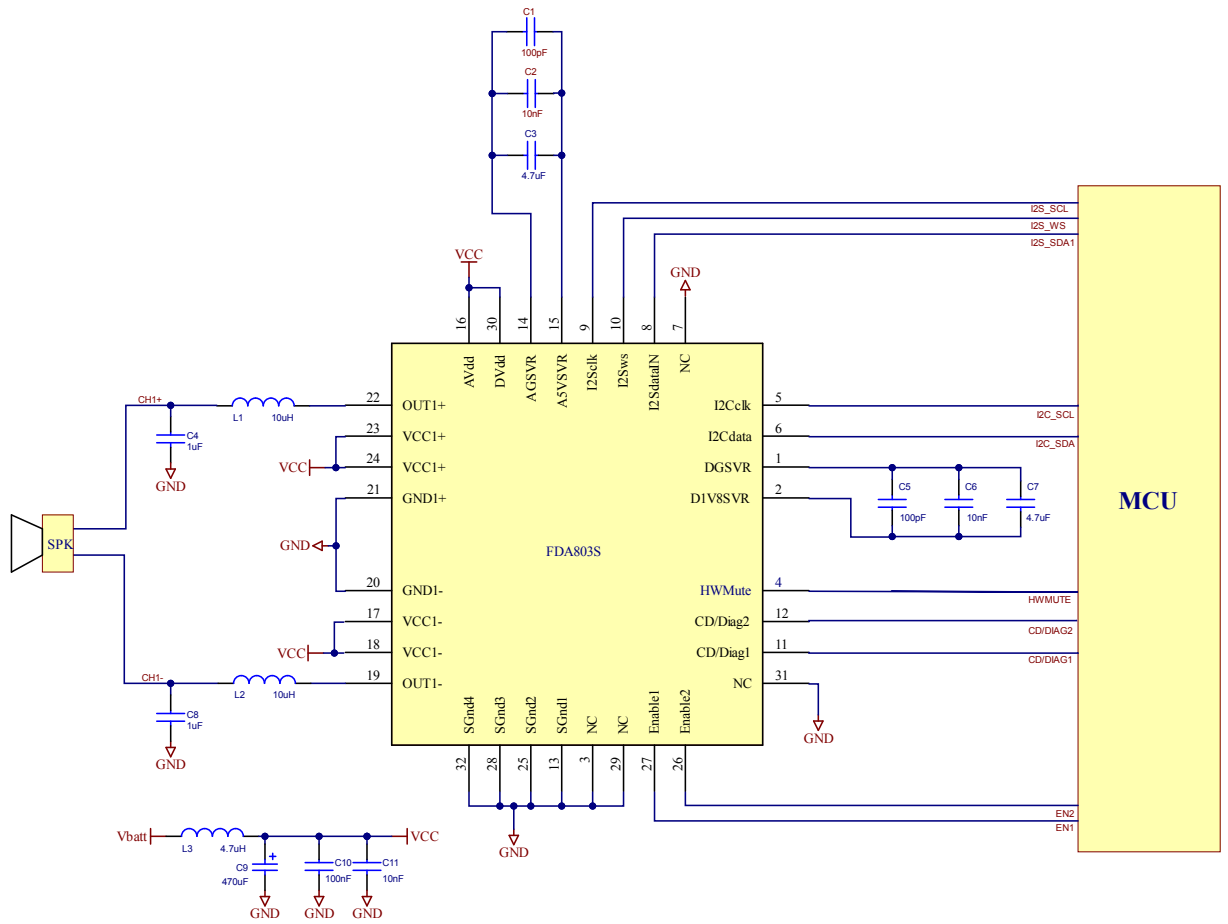 C1
100pF
C2
10nF
C3
4.7uF
I2S_SCL
I2S_WS
I2S_SDA1
VCC
GND
16
30
14
15
9
10
8
7
AVdd
DVdd
AGSVR
A5VSVR
I2Sclk
I2Sws
I2SdataIN
NC
CH1+
L1
10uH
22
OUT1+
I2Cclk
5
I2C_SCL
C4
1uF
GND
23
VCC1+
I2Cdata
6
I2C_SDA
VCC
24
VCC1+
DGSVR
1
21
GND1+
D1V8SVR
2
C5
100pF
C6
10nF
C7
4.7uF
MCU
SPK
GND
FDA803S
20
GND1-
HWMute
4
HWMUTE
17
VCC1-
CD/Diag2
12
CD/DIAG2
VCC
18
VCC1-
CD/Diag1
11
CD/DIAG1
CH1-
L2
10uH
19
OUT1-
NC
31
GND
C8
1uF
GND
SGnd4
SGnd3
SGnd2
SGnd1
NC
NC
Enable1
Enable2
32
28
25
13
3
29
27
26
GND
EN2
EN1
Vbatt
L3
4.7uH
VCC
+
C9
470uF
C10
100nF
C11
10nF
GND
GND
GND